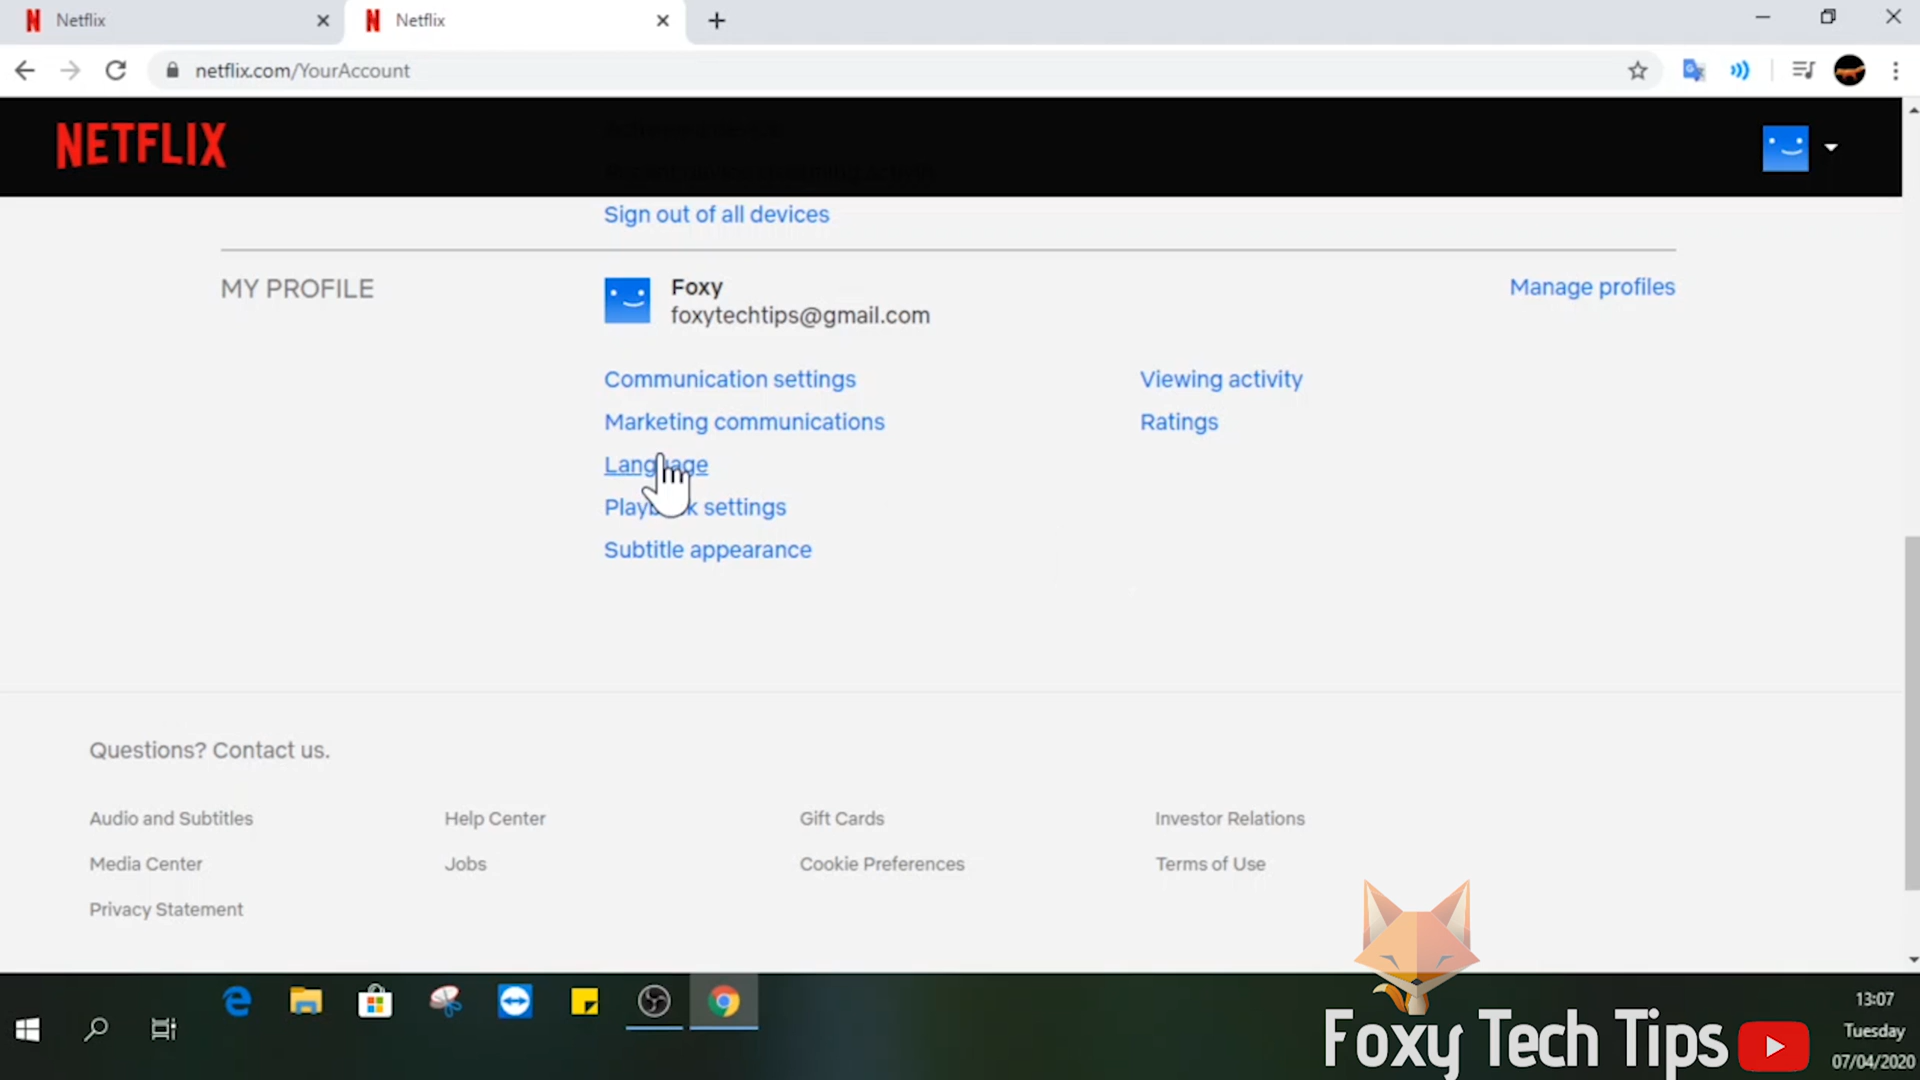 Netflix
Netflix
netflix.com/YourAccount
NETFLIX
Sign out of all devices
MY PROFILE
Foxy
foxytechtips@gmail.com
Manage profiles
Communication settings
Viewing activity
Marketing communications
Ratings
Language
Playback settings
Subtitle appearance
Questions? Contact us.
Audio and Subtitles
Help Center
Gift Cards
Investor Relations
Media Center
Jobs
Cookie Preferences
Terms of Use
Privacy Statement
Foxy Tech Tips
13:07
Tuesday
07/04/2020